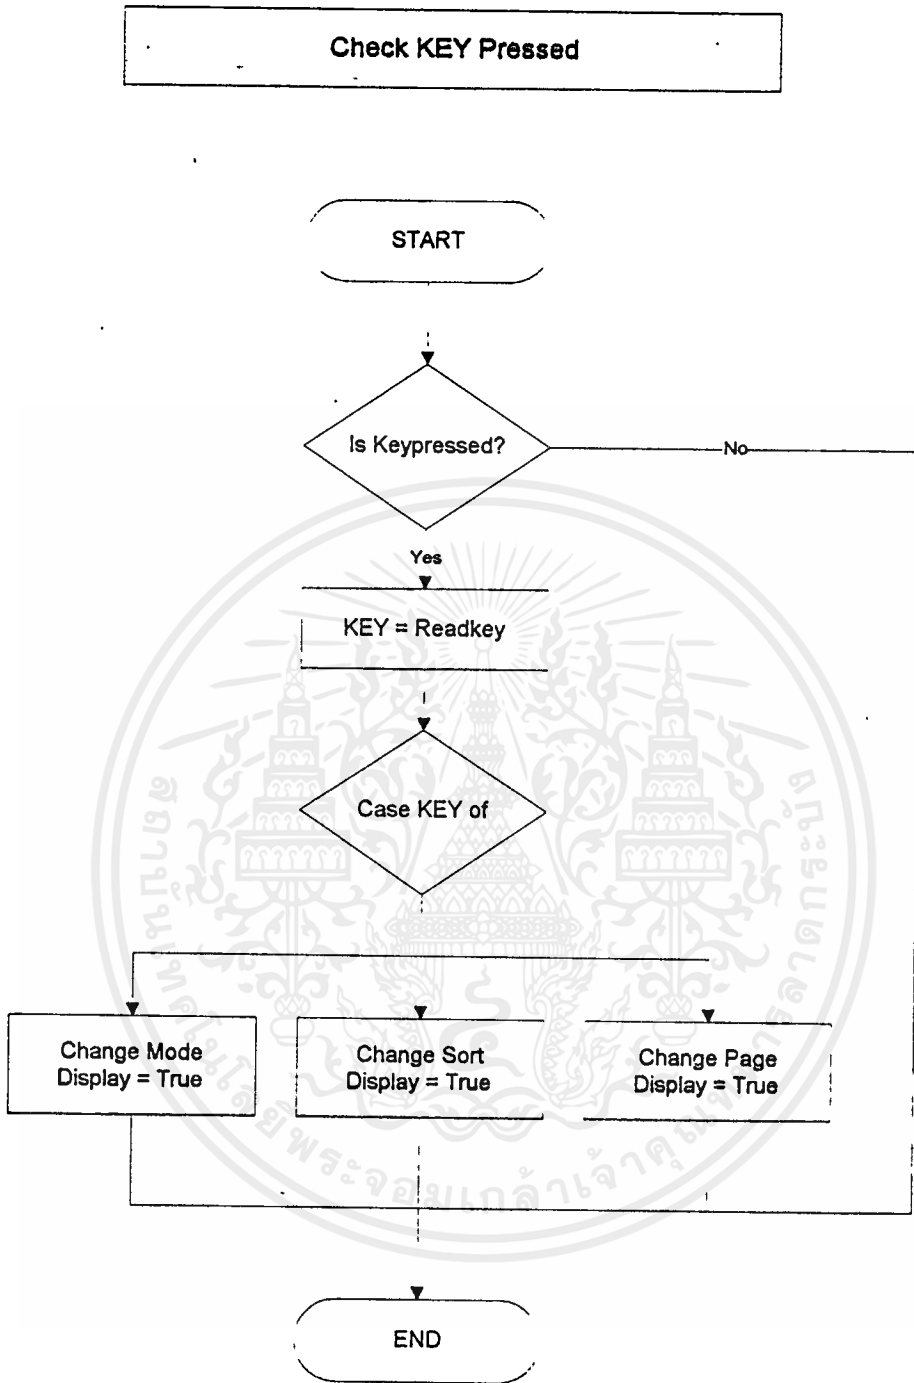 Check KEY Pressed
START
Is Keypressed?
No
Yes
KEY = Readkey
Case KEY of
Change Mode
Display = True
Change Sort
Display = True
Change Page
Display = True
END